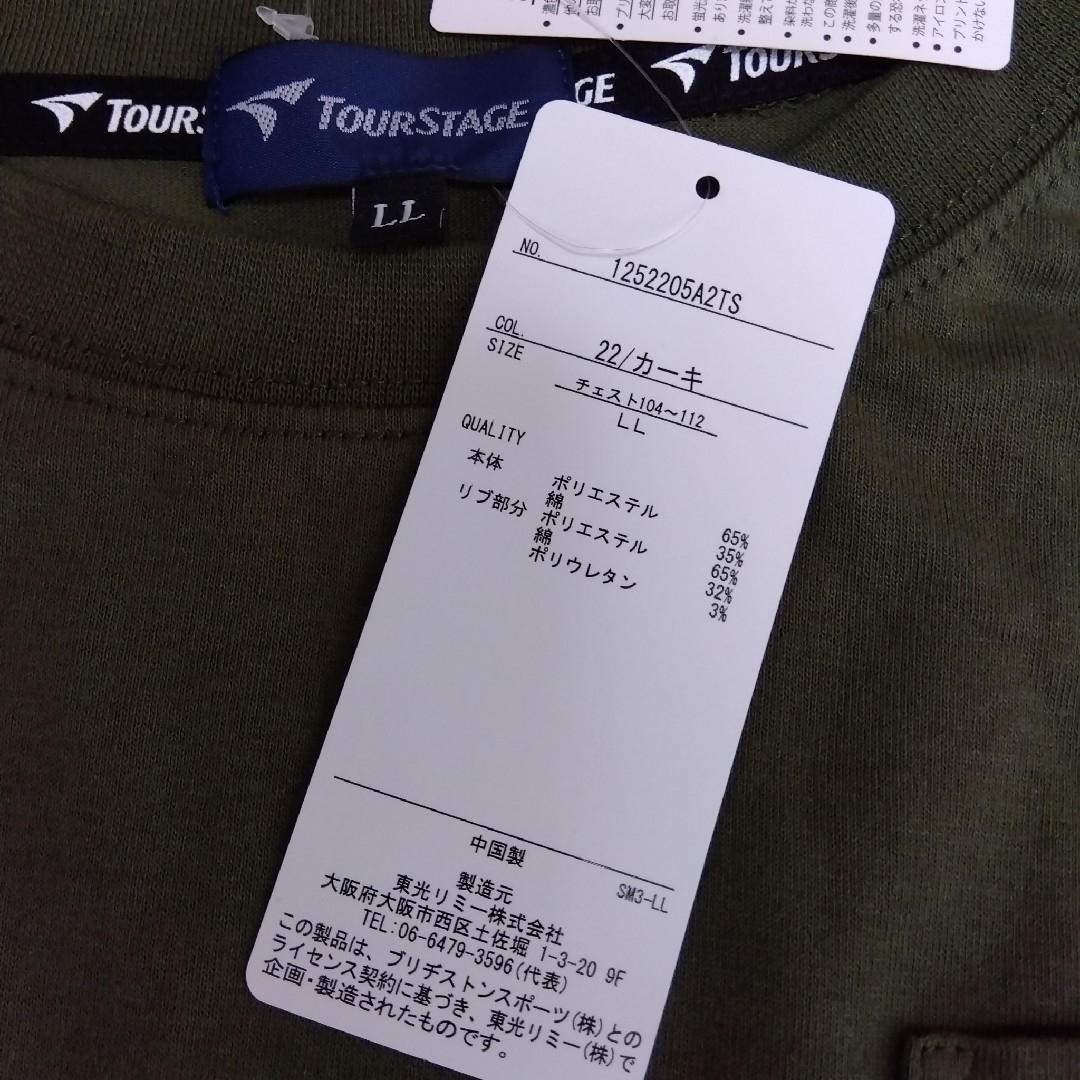 TOURSTAGE
TOURSTAGE
GE
TOURS
LL
NO. 1252205A2TS
COL. 22/カーキ
SIZE チェスト104～112
LL
QUALITY
本体 ポリエステル 65%
綿 35%
リブ部分 ポリエステル 65%
綿 32%
ポリウレタン 3%
中国製
SM3-LL
製造元
東光リミー株式会社
大阪府大阪市西区土佐堀 1-3-20 9F
TEL:06-6479-3596(代表)
この製品は、ブリヂストンスポーツ(株)との
ライセンス契約に基づき、東光リミー(株)で
企画・製造されたものです。